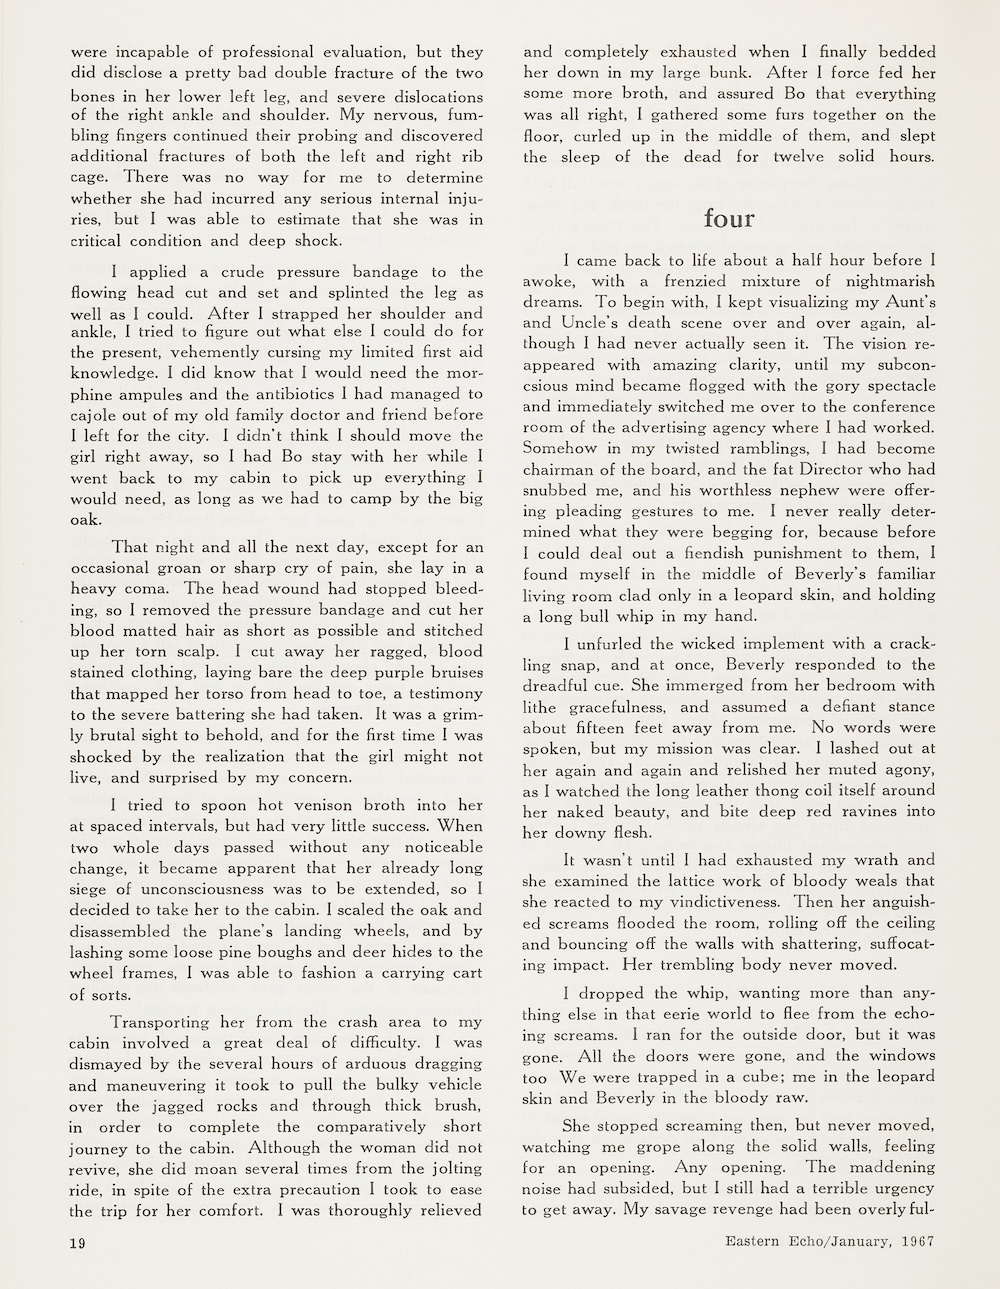 were incapable of professional evaluation, but they
did disclose a pretty bad double fracture of the two
bones in her lower left leg, and severe dislocations
of the right ankle and shoulder. My nervous, fum-
bling fingers continued their probing and discovered
additional fractures of both the left and right rib
cage. There was no way for me to determine
whether she had incurred any serious internal inju-
ries, but I was able to estimate that she was in
critical condition and deep shock.
I applied a crude pressure bandage to the
flowing head cut and set and splinted the leg as
well as I could. After I strapped her shoulder and
ankle, I tried to figure out what else I could do for
the present, vehemently cursing my limited first aid
knowledge. I did know that I would need the mor-
phine ampules and the antibiotics I had managed to
cajole out of my old family doctor and friend before
I left for the city. I didn't think I should move the
girl right away, so I had Bo stay with her while I
went back to my cabin to pick up everything I
would need, as long as we had to camp by the big
oak.
That night and all the next day, except for an
occasional groan or sharp cry of pain, she lay in a
heavy coma. The head wound had stopped bleed-
ing, so I removed the pressure bandage and cut her
blood matted hair as short as possible and stitched
up her torn scalp. I cut away her ragged, blood
stained clothing, laying bare the deep purple bruises
that mapped her torso from head to toe, a testimony
to the severe battering she had taken. It was a grim-
ly brutal sight to behold, and for the first time I was
shocked by the realization that the girl might not
live, and surprised by my concern.
I tried to spoon hot venison broth into her
at spaced intervals, but had very little success. When
two whole days passed without any noticeable
change, it became apparent that her already long
siege of unconsciousness was to be extended, so I
decided to take her to the cabin. I scaled the oak and
disassembled the plane's landing wheels, and by
lashing some loose pine boughs and deer hides to the
wheel frames, I was able to fashion a carrying cart
of sorts.
Transporting her from the crash area to my
cabin involved a great deal of difficulty. I was
dismayed by the several hours of arduous dragging
and maneuvering it took to pull the bulky vehicle
over the jagged rocks and through thick brush,
in order to complete the comparatively short
journey to the cabin. Although the woman did not
revive, she did moan several times from the jolting
ride, in spite of the extra precaution I took to ease
the trip for her comfort. I was thoroughly relieved
and completely exhausted when I finally bedded
her down in my large bunk. After I force fed her
some more broth, and assured Bo that everything
was all right, I gathered some furs together on the
floor, curled up in the middle of them, and slept
the sleep of the dead for twelve solid hours.
four
I came back to life about a half hour before I
awoke, with a frenzied mixture of nightmarish
dreams. To begin with, I kept visualizing my Aunt's
and Uncle's death scene over and over again, al-
though I had never actually seen it. The vision re-
appeared with amazing clarity, until my subcon-
csious mind became flogged with the gory spectacle
and immediately switched me over to the conference
room of the advertising agency where I had worked.
Somehow in my twisted ramblings, I had become
chairman of the board, and the fat Director who had
snubbed me, and his worthless nephew were offer-
ing pleading gestures to me. I never really deter-
mined what they were begging for, because before
I could deal out a fiendish punishment to them, I
found myself in the middle of Beverly's familiar
living room clad only in a leopard skin, and holding
a long bull whip in my hand.
I unfurled the wicked implement with a crack-
ling snap, and at once, Beverly responded to the
dreadful cue. She immerged from her bedroom with
lithe gracefulness, and assumed a defiant stance
about fifteen feet away from me. No words were
spoken, but my mission was clear. I lashed out at
her again and again and relished her muted agony,
as I watched the long leather thong coil itself around
her naked beauty, and bite deep red ravines into
her downy flesh.
It wasn't until I had exhausted my wrath and
she examined the lattice work of bloody weals that
she reacted to my vindictiveness. Then her anguish-
ed screams flooded the room, rolling off the ceiling
and bouncing off the walls with shattering, suffocat-
ing impact. Her trembling body never moved.
I dropped the whip, wanting more than any-
thing else in that eerie world to flee from the echo-
ing screams. I ran for the outside door, but it was
gone. All the doors were gone, and the windows
too We were trapped in a cube; me in the leopard
skin and Beverly in the bloody raw.
She stopped screaming then, but never moved,
watching me grope along the solid walls, feeling
for an opening. Any opening. The maddening
noise had subsided, but I still had a terrible urgency
to get away. My savage revenge had been overly ful-
19
Eastern Echo/January, 1967